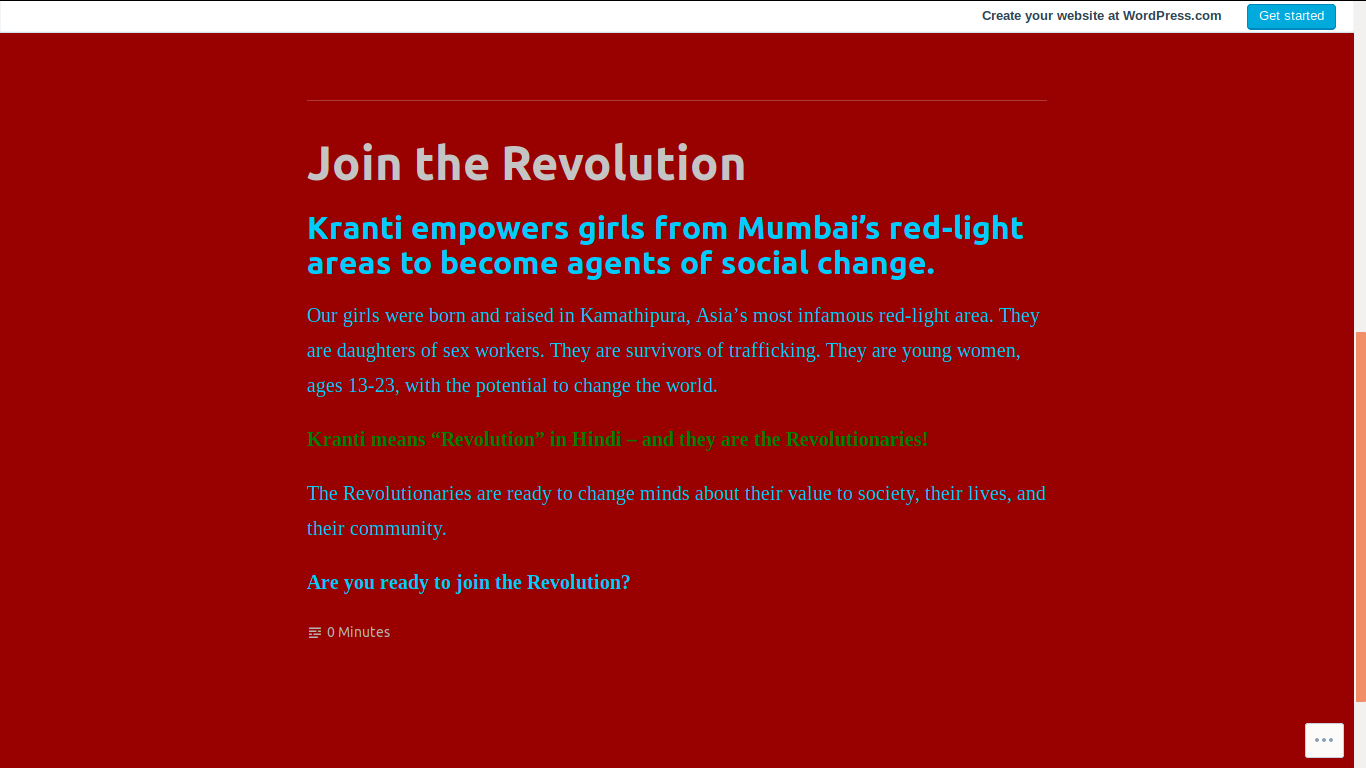 Create your website at WordPress.com
Get started
Join the Revolution
Kranti empowers girls from Mumbai’s red-light
areas to become agents of social change.
Our girls were born and raised in Kamathipura, Asia’s most infamous red-light area. They
are daughters of sex workers. They are survivors of trafficking. They are young women,
ages 13-23, with the potential to change the world.
Kranti means “Revolution” in Hindi – and they are the Revolutionaries!
The Revolutionaries are ready to change minds about their value to society, their lives, and
their community.
Are you ready to join the Revolution?
0 Minutes